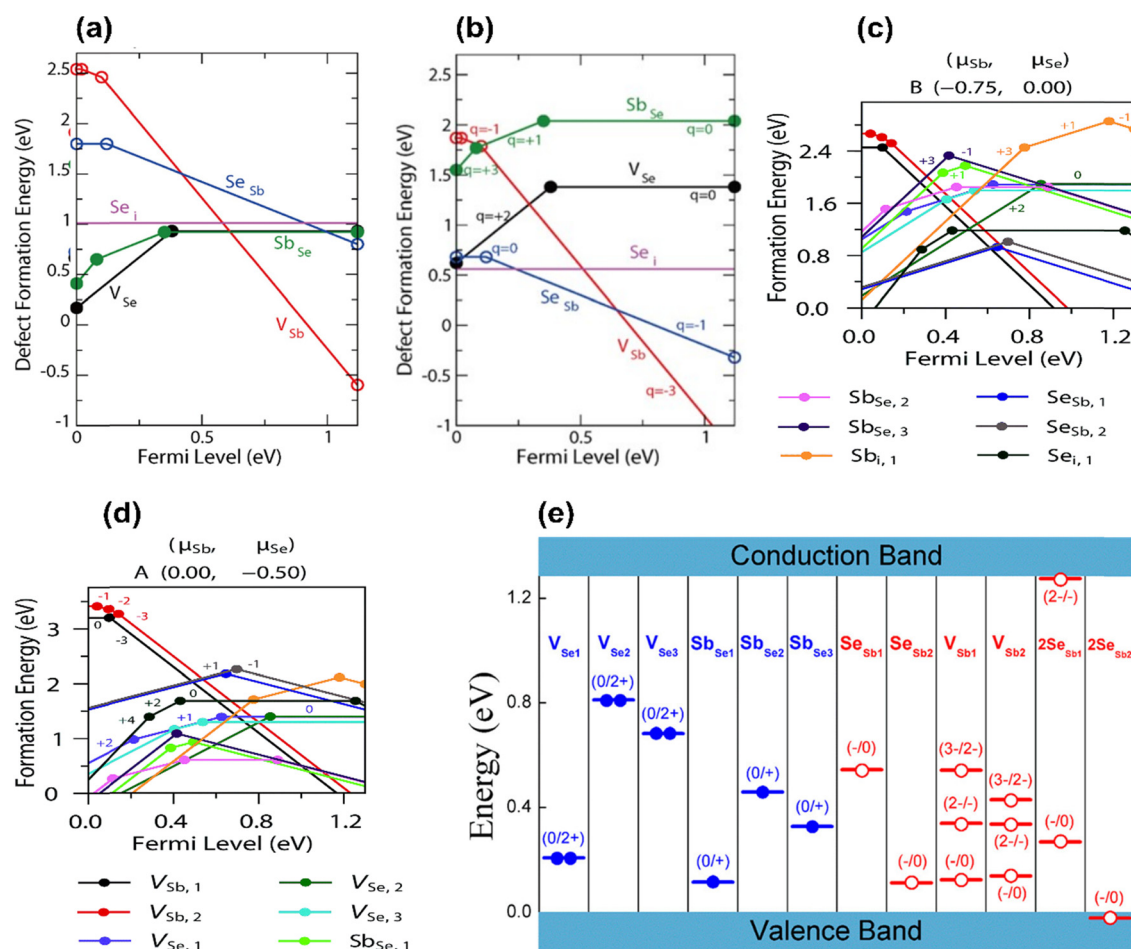 (a)
Defect Formation Energy (eV)
2.5
2
1.5
1
0.5
0
-0.5
-1
Se Sb
Se i
Sb Se
V Se
V Sb
0
0.5
1
Fermi Level (eV)
(b)
Defect Formation Energy (eV)
2.5
2
1.5
1
0.5
0
-0.5
-1
q=-1
Sb Se
q=+1
q=0
q=+3
V Se
q=0
q=+2
q=0
Se i
Se Sb
q=-1
V Sb
q=-3
0
0.5
1
Fermi Level (eV)
(c)
(μSb, μSe)
B (−0.75, 0.00)
Formation Energy (eV)
2.4
1.6
0.8
0.0
+1
-1
+3
-1
+3
+1
0
+2
0.0
0.4
0.8
1.2
Fermi Level (eV)
SbSe, 2
SeSb, 1
SbSe, 3
SeSb, 2
Sbi, 1
Sei, 1
(d)
(μSb, μSe)
A (0.00, −0.50)
Formation Energy (eV)
3
2
1
0
-1
-2
-3
0
-3
+1
-1
+2
0
+4
+1
0
+2
0.0
0.4
0.8
1.2
Fermi Level (eV)
VSb, 1
VSe, 2
VSb, 2
VSe, 3
VSe, 1
SbSe, 1
(e)
Conduction Band
Energy (eV)
1.2
0.8
0.4
0.0
VSe1
VSe2
VSe3
SbSe1
SbSe2
SbSe3
SeSb1
SeSb2
VSb1
VSb2
2SeSb1
2SeSb2
(0/2+)
(0/2+)
(0/2+)
(0/+)
(0/+)
(0/+)
(-/0)
(-/0)
(3-/2-)
(2-/-)
(-/0)
(3-/2-)
(2-/-)
(-/0)
(2-/-)
(-/0)
(-/0)
Valence Band